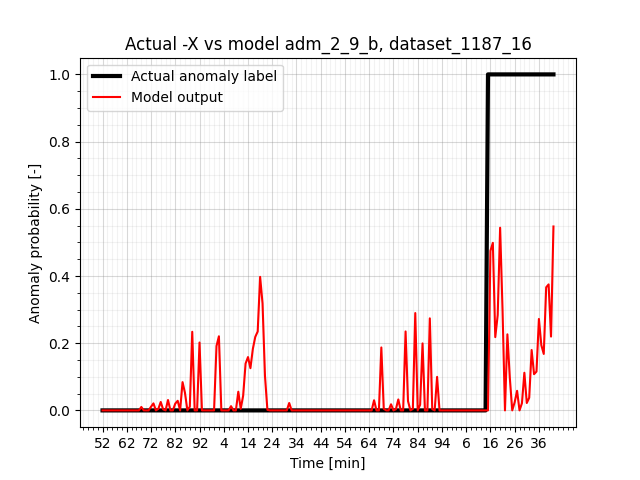 Actual -X vs model adm_2_9_b, dataset_1187_16
Actual anomaly label
Model output
Anomaly probability [-]
1.0
0.8
0.6
0.4
0.2
0.0
52 62 72 82 92 4 14 24 34 44 54 64 74 84 94 6 16 26 36
Time [min]